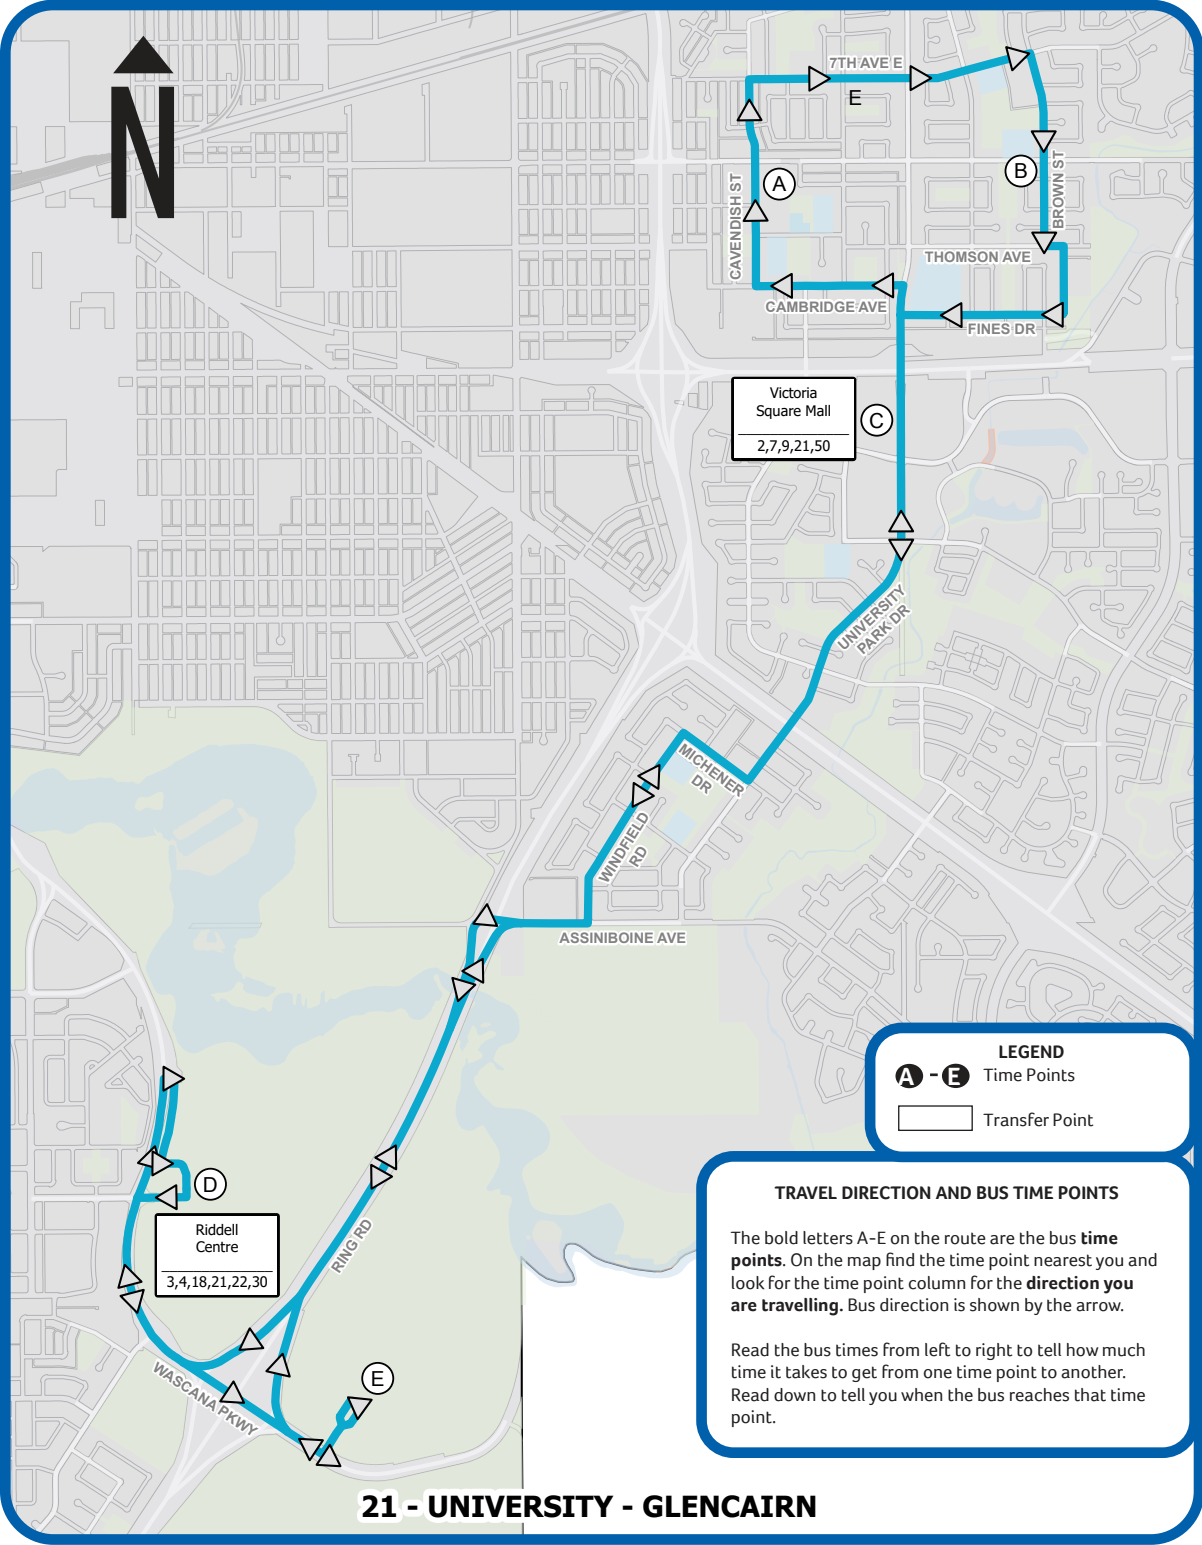 N
7TH AVE E
E
A
B
CAVENDISH ST
BROWN ST
THOMSON AVE
CAMBRIDGE AVE
FINES DR
Victoria
Square Mall
2,7,9,21,50
C
UNIVERSITY
PARK DR
MICHENER
DR
WINDFIELD
RD
ASSINIBOINE AVE
D
Riddell
Centre
3,4,18,21,22,30
RING RD
WASCANA PKWY
E
LEGEND
A - E Time Points
Transfer Point
TRAVEL DIRECTION AND BUS TIME POINTS
The bold letters A-E on the route are the bus time
points. On the map find the time point nearest you and
look for the time point column for the direction you
are travelling. Bus direction is shown by the arrow.
Read the bus times from left to right to tell how much
time it takes to get from one time point to another.
Read down to tell you when the bus reaches that time
point.
21 - UNIVERSITY - GLENCAIRN